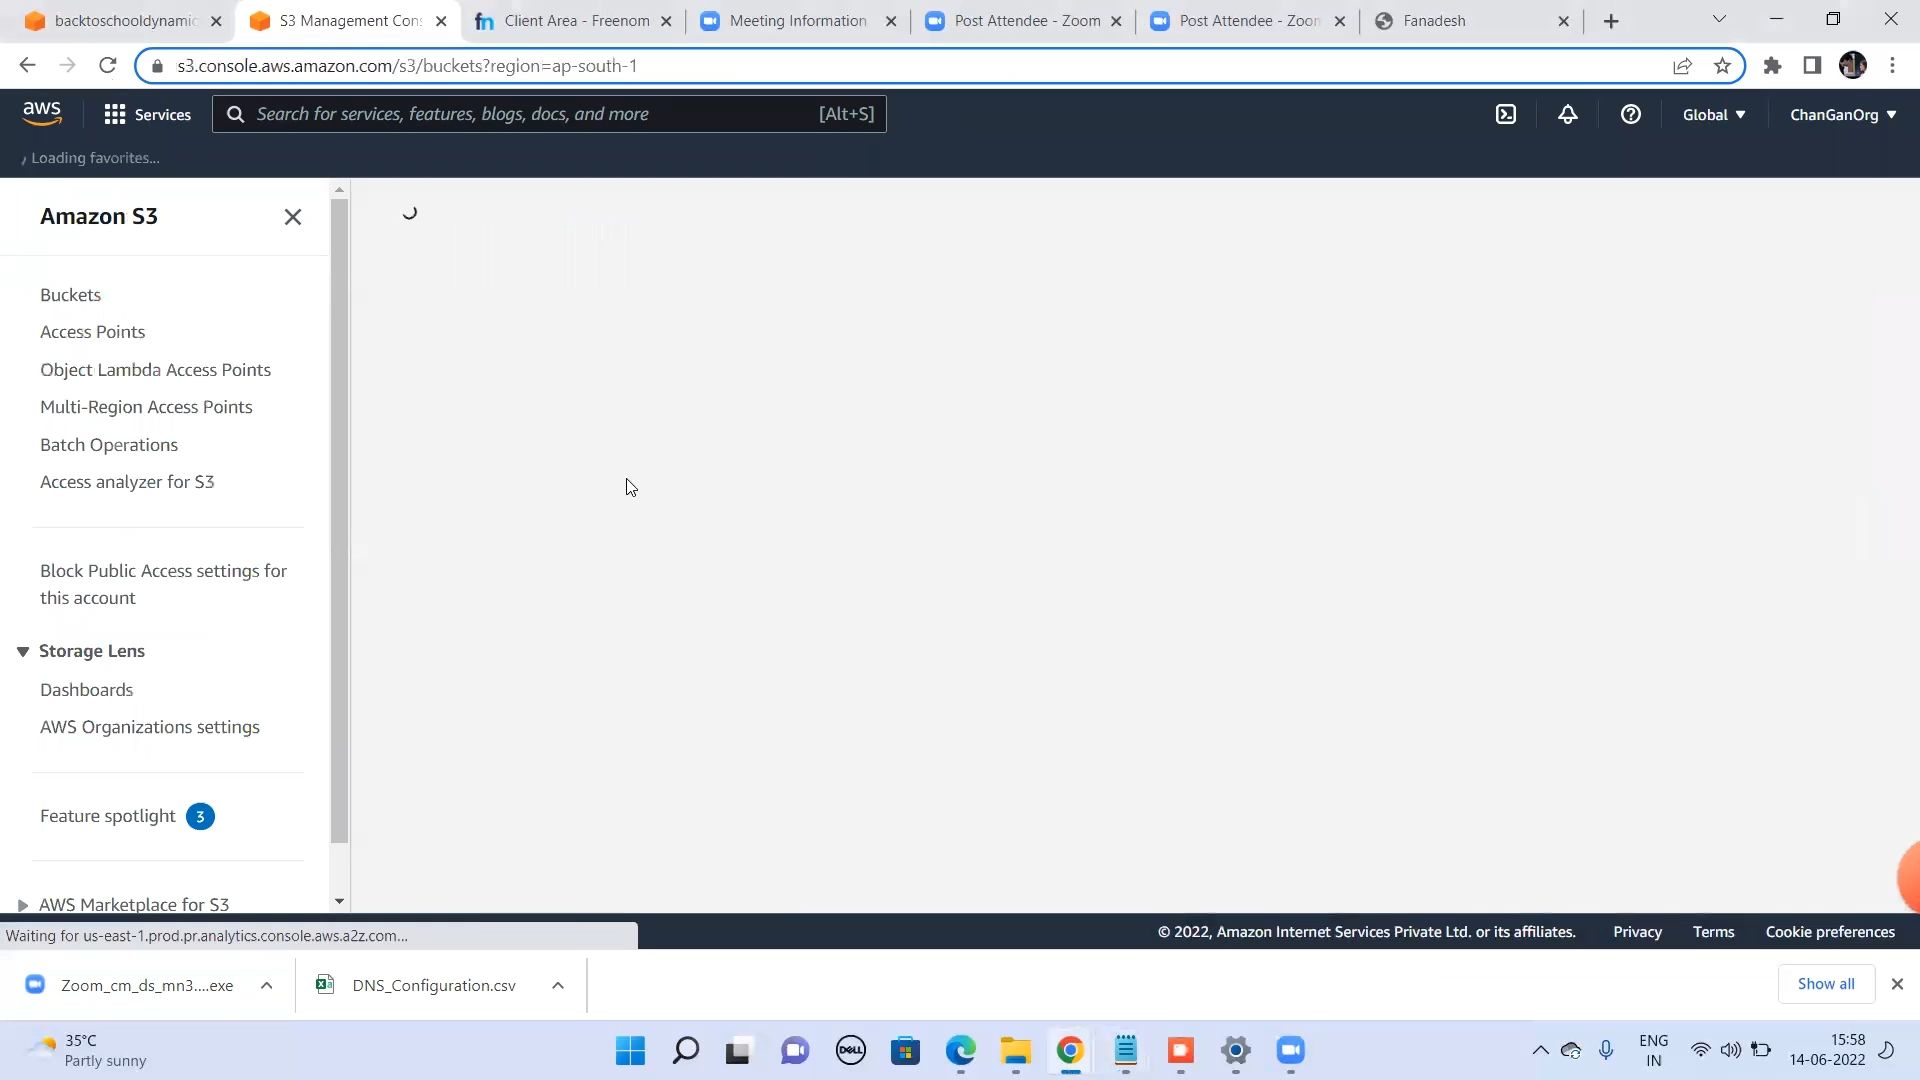 backtoschooldynamic
S3 Management Con
Client Area - Freenom
Meeting Information
Post Attendee - Zoom
Post Attendee - Zoom
Fanadesh
s3.console.aws.amazon.com/s3/buckets?region=ap-south-1
aws
Services
Search for services, features, blogs, docs, and more
[Alt+S]
Global
ChanGanOrg
Loading favorites...
Amazon S3
Buckets
Access Points
Object Lambda Access Points
Multi-Region Access Points
Batch Operations
Access analyzer for S3
Block Public Access settings for
this account
Storage Lens
Dashboards
AWS Organizations settings
Feature spotlight 3
AWS Marketplace for S3
Waiting for us-east-1.prod.pr.analytics.console.aws.a2z.com...
© 2022, Amazon Internet Services Private Ltd. or its affiliates.
Privacy
Terms
Cookie preferences
Zoom_cm_ds_mn3....exe
DNS_Configuration.csv
Show all
35°C
Partly sunny
DELL
ENG
IN
15:58
14-06-2022